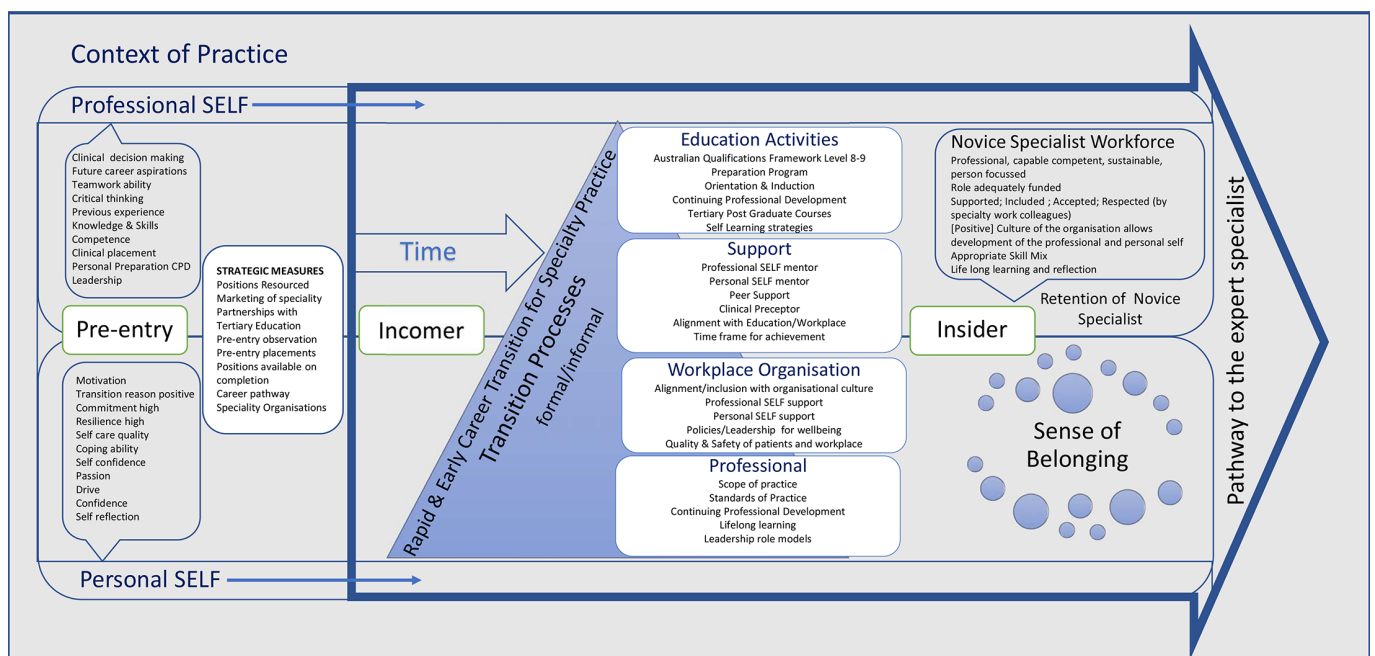 Context of Practice
Professional SELF
Clinical decision making
Future career aspirations
Teamwork ability
Critical thinking
Previous experience
Knowledge & Skills
Competence
Clinical placement
Personal Preparation CPD
Leadership
Pre-entry
Motivation
Transition reason positive
Commitment high
Resilience high
Self care quality
Coping ability
Self confidence
Passion
Drive
Confidence
Self reflection
Personal SELF
STRATEGIC MEASURES
Positions Resourced
Marketing of speciality
Partnerships with
Tertiary Education
Pre-entry observation
Pre-entry placements
Positions available on
completion
Career pathway
Speciality Organisations
Time
Incomer
Rapid & Early Career Transition for Specialty Practice
Transition Processes
formal/informal
Education Activities
Australian Qualifications Framework Level 8-9
Preparation Program
Orientation & Induction
Continuing Professional Development
Tertiary Post Graduate Courses
Self Learning strategies
Support
Professional SELF mentor
Personal SELF mentor
Peer Support
Clinical Preceptor
Alignment with Education/Workplace
Time frame for achievement
Workplace Organisation
Alignment/inclusion with organisational culture
Professional SELF support
Personal SELF support
Policies/Leadership for wellbeing
Quality & Safety of patients and workplace
Professional
Scope of practice
Standards of Practice
Continuing Professional Development
Lifelong learning
Leadership role models
Novice Specialist Workforce
Professional, capable competent, sustainable,
person focussed
Role adequately funded
Supported; Included ; Accepted; Respected (by
specialty work colleagues)
[Positive] Culture of the organisation allows
development of the professional and personal self
Appropriate Skill Mix
Life long learning and reflection
Insider
Retention of Novice
Specialist
Sense of
Belonging
Pathway to the expert specialist